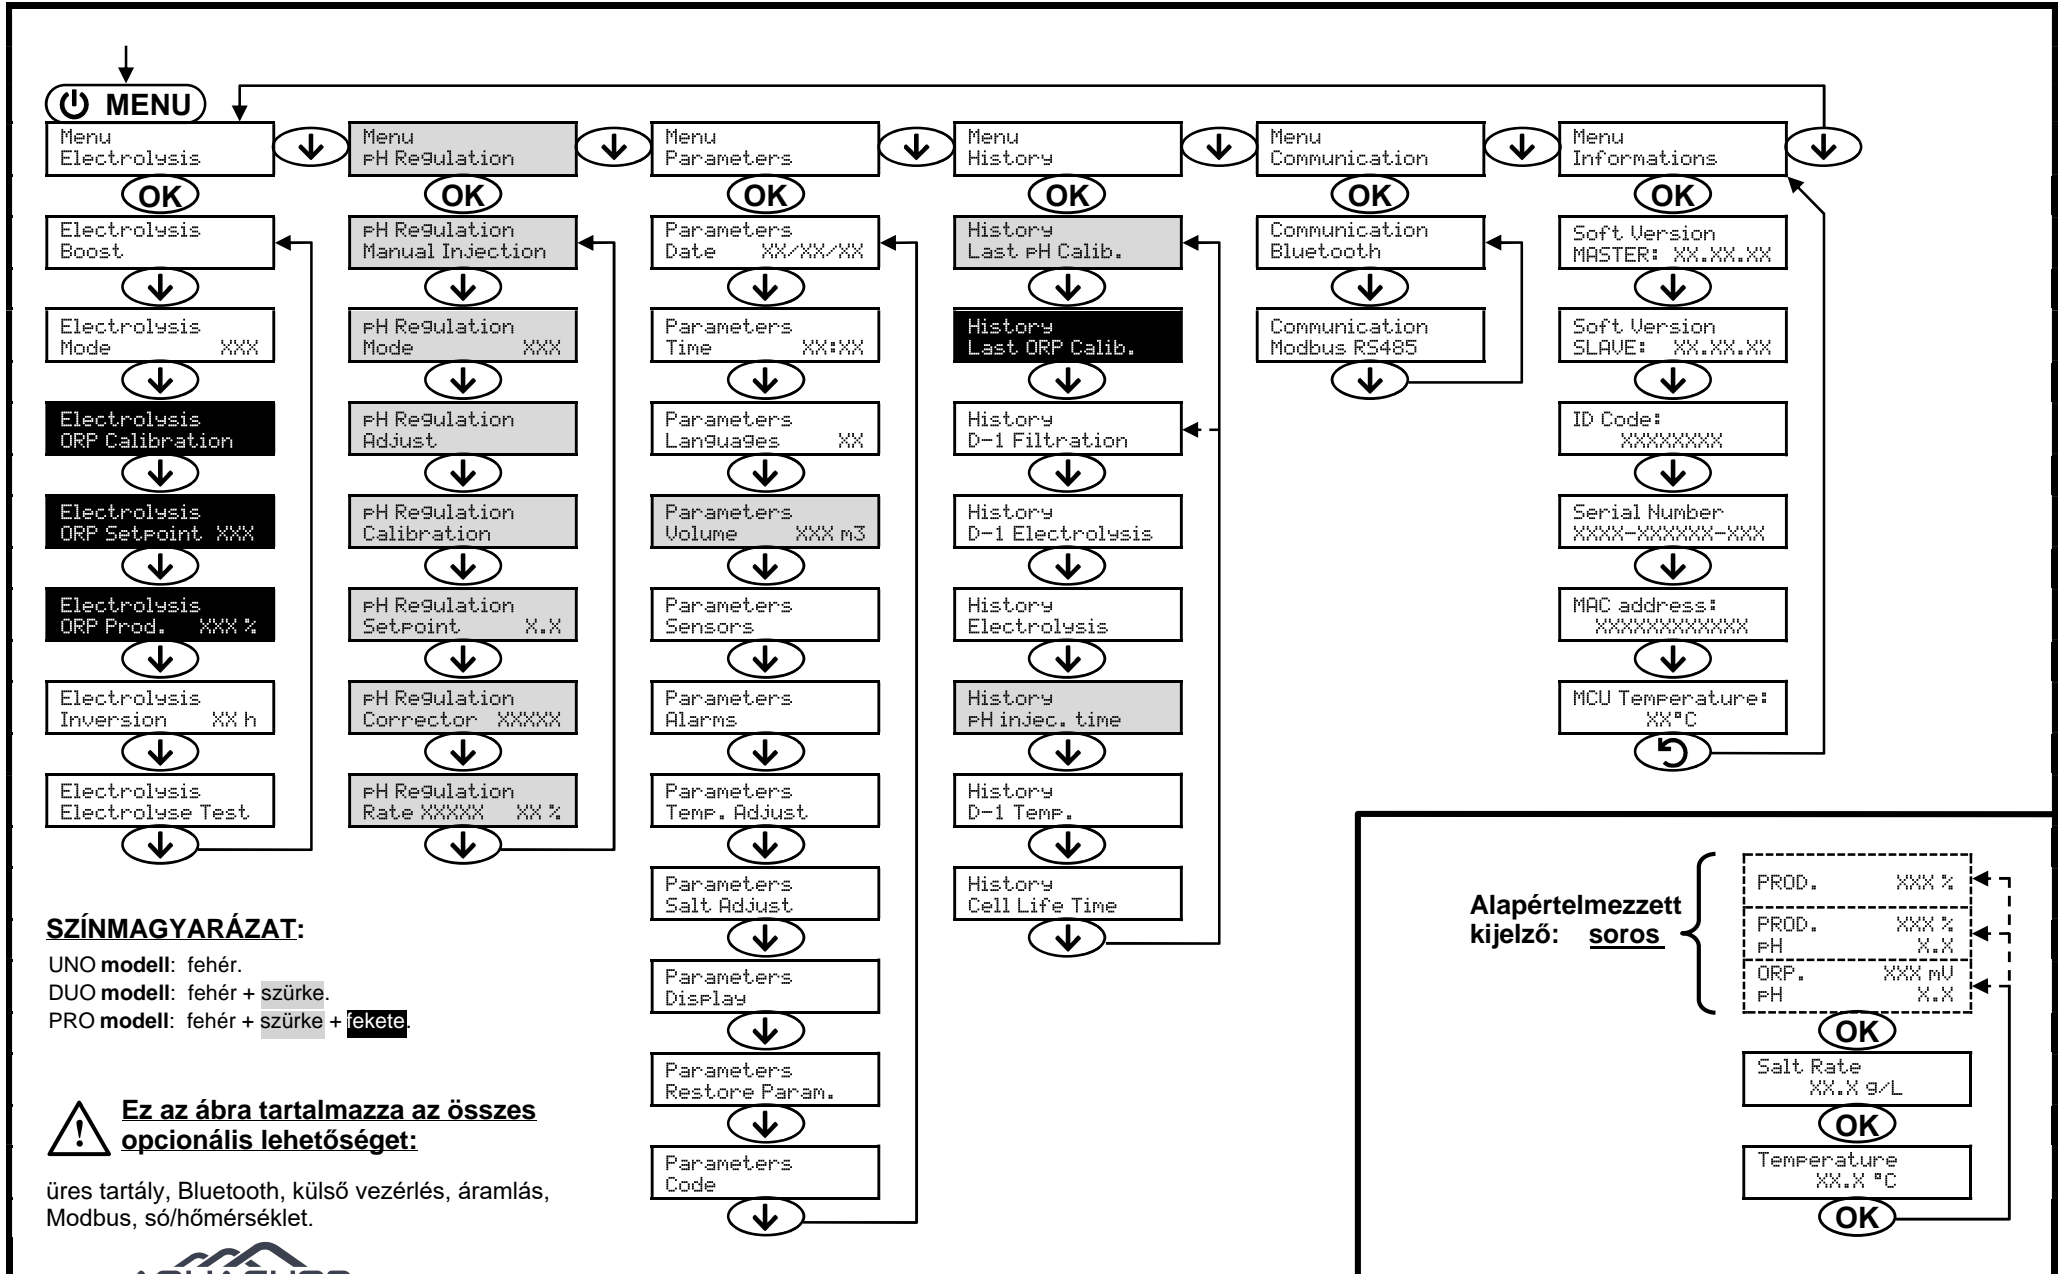 MENU
Menu
Electrolysis
OK
Electrolysis
Boost
Electrolysis
Mode XXX
Electrolysis
ORP Calibration
Electrolysis
ORP Setpoint XXX
Electrolysis
ORP Prod. XXX %
Electrolysis
Inversion XX h
Electrolysis
Electrolyse Test
Menu
pH Regulation
OK
pH Regulation
Manual Injection
pH Regulation
Mode XXX
pH Regulation
Adjust
pH Regulation
Calibration
pH Regulation
Setpoint X.X
pH Regulation
Corrector XXXXX
pH Regulation
Rate XXXXX XX %
Menu
Parameters
OK
Parameters
Date XX/XX/XX
Parameters
Time XX:XX
Parameters
Languages XX
Parameters
Volume XXX m3
Parameters
Sensors
Parameters
Alarms
Parameters
Temp. Adjust
Parameters
Salt Adjust
Parameters
Display
Parameters
Restore Param.
Parameters
Code
Menu
History
OK
History
Last pH Calib.
History
Last ORP Calib.
History
D-1 Filtration
History
D-1 Electrolysis
History
Electrolysis
History
pH injec. time
History
D-1 Temp.
History
Cell Life Time
Menu
Communication
OK
Communication
Bluetooth
Communication
Modbus RS485
Menu
Informations
OK
Soft Version
MASTER: XX.XX.XX
Soft Version
SLAVE: XX.XX.XX
ID Code:
XXXXXXXX
Serial Number
XXXX-XXXXXX-XXX
MAC address:
XXXXXXXXXXXX
MCU Temperature:
XX°C
SZÍNMAGYARÁZAT:
UNO modell: fehér.
DUO modell: fehér + szürke.
PRO modell: fehér + szürke + fekete.
Ez az ábra tartalmazza az összes
opcionális lehetőséget:
üres tartály, Bluetooth, külső vezérlés, áramlás,
Modbus, só/hőmérséklet.
Alapértelmezzett
kijelző: soros
PROD. XXX %
PROD. XXX %
pH X.X
ORP. XXX mV
pH X.X
OK
Salt Rate
XX.X g/L
OK
Temperature
XX.X °C
OK